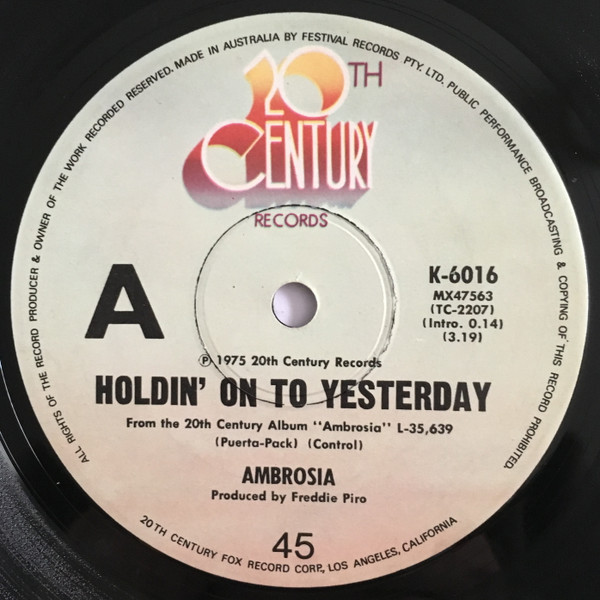 ALL RIGHTS OF THE RECORD PRODUCER & OWNER OF THE WORK RECORDED RESERVED. MADE IN AUSTRALIA BY FESTIVAL RECORDS PTY. LTD. PUBLIC PERFORMANCE BROADCASTING & COPYING OF THIS RECORD PROHIBITED.
20TH
CENTURY
RECORDS
A
K-6016
MX47563
(TC-2207)
(Intro. 0.14)
(3.19)
℗ 1975 20th Century Records
HOLDIN' ON TO YESTERDAY
From the 20th Century Album "Ambrosia" L-35,639
(Puerta-Pack) (Control)
AMBROSIA
Produced by Freddie Piro
45
20TH CENTURY FOX RECORD CORP., LOS ANGELES, CALIFORNIA